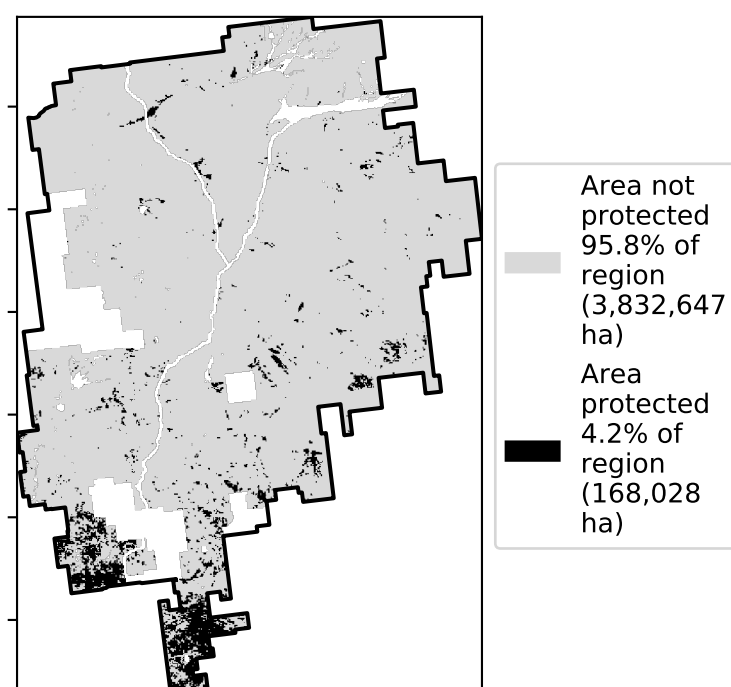 Area not
protected
95.8% of
region
(3,832,647
ha)
Area
protected
4.2% of
region
(168,028
ha)